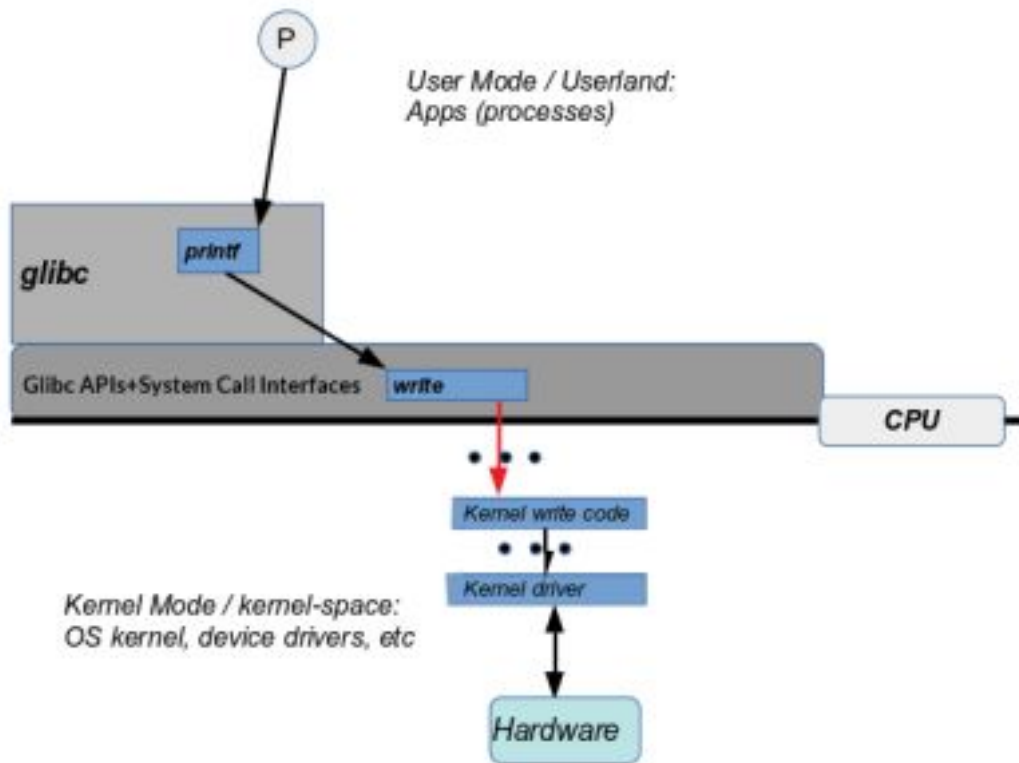 P
User Mode / Userland:
Apps (processes)
printf
glibc
Glibc APIs+System Call Interfaces
write
CPU
Kernel write code
Kernel driver
Kernel Mode / kernel-space:
OS kernel, device drivers, etc
Hardware